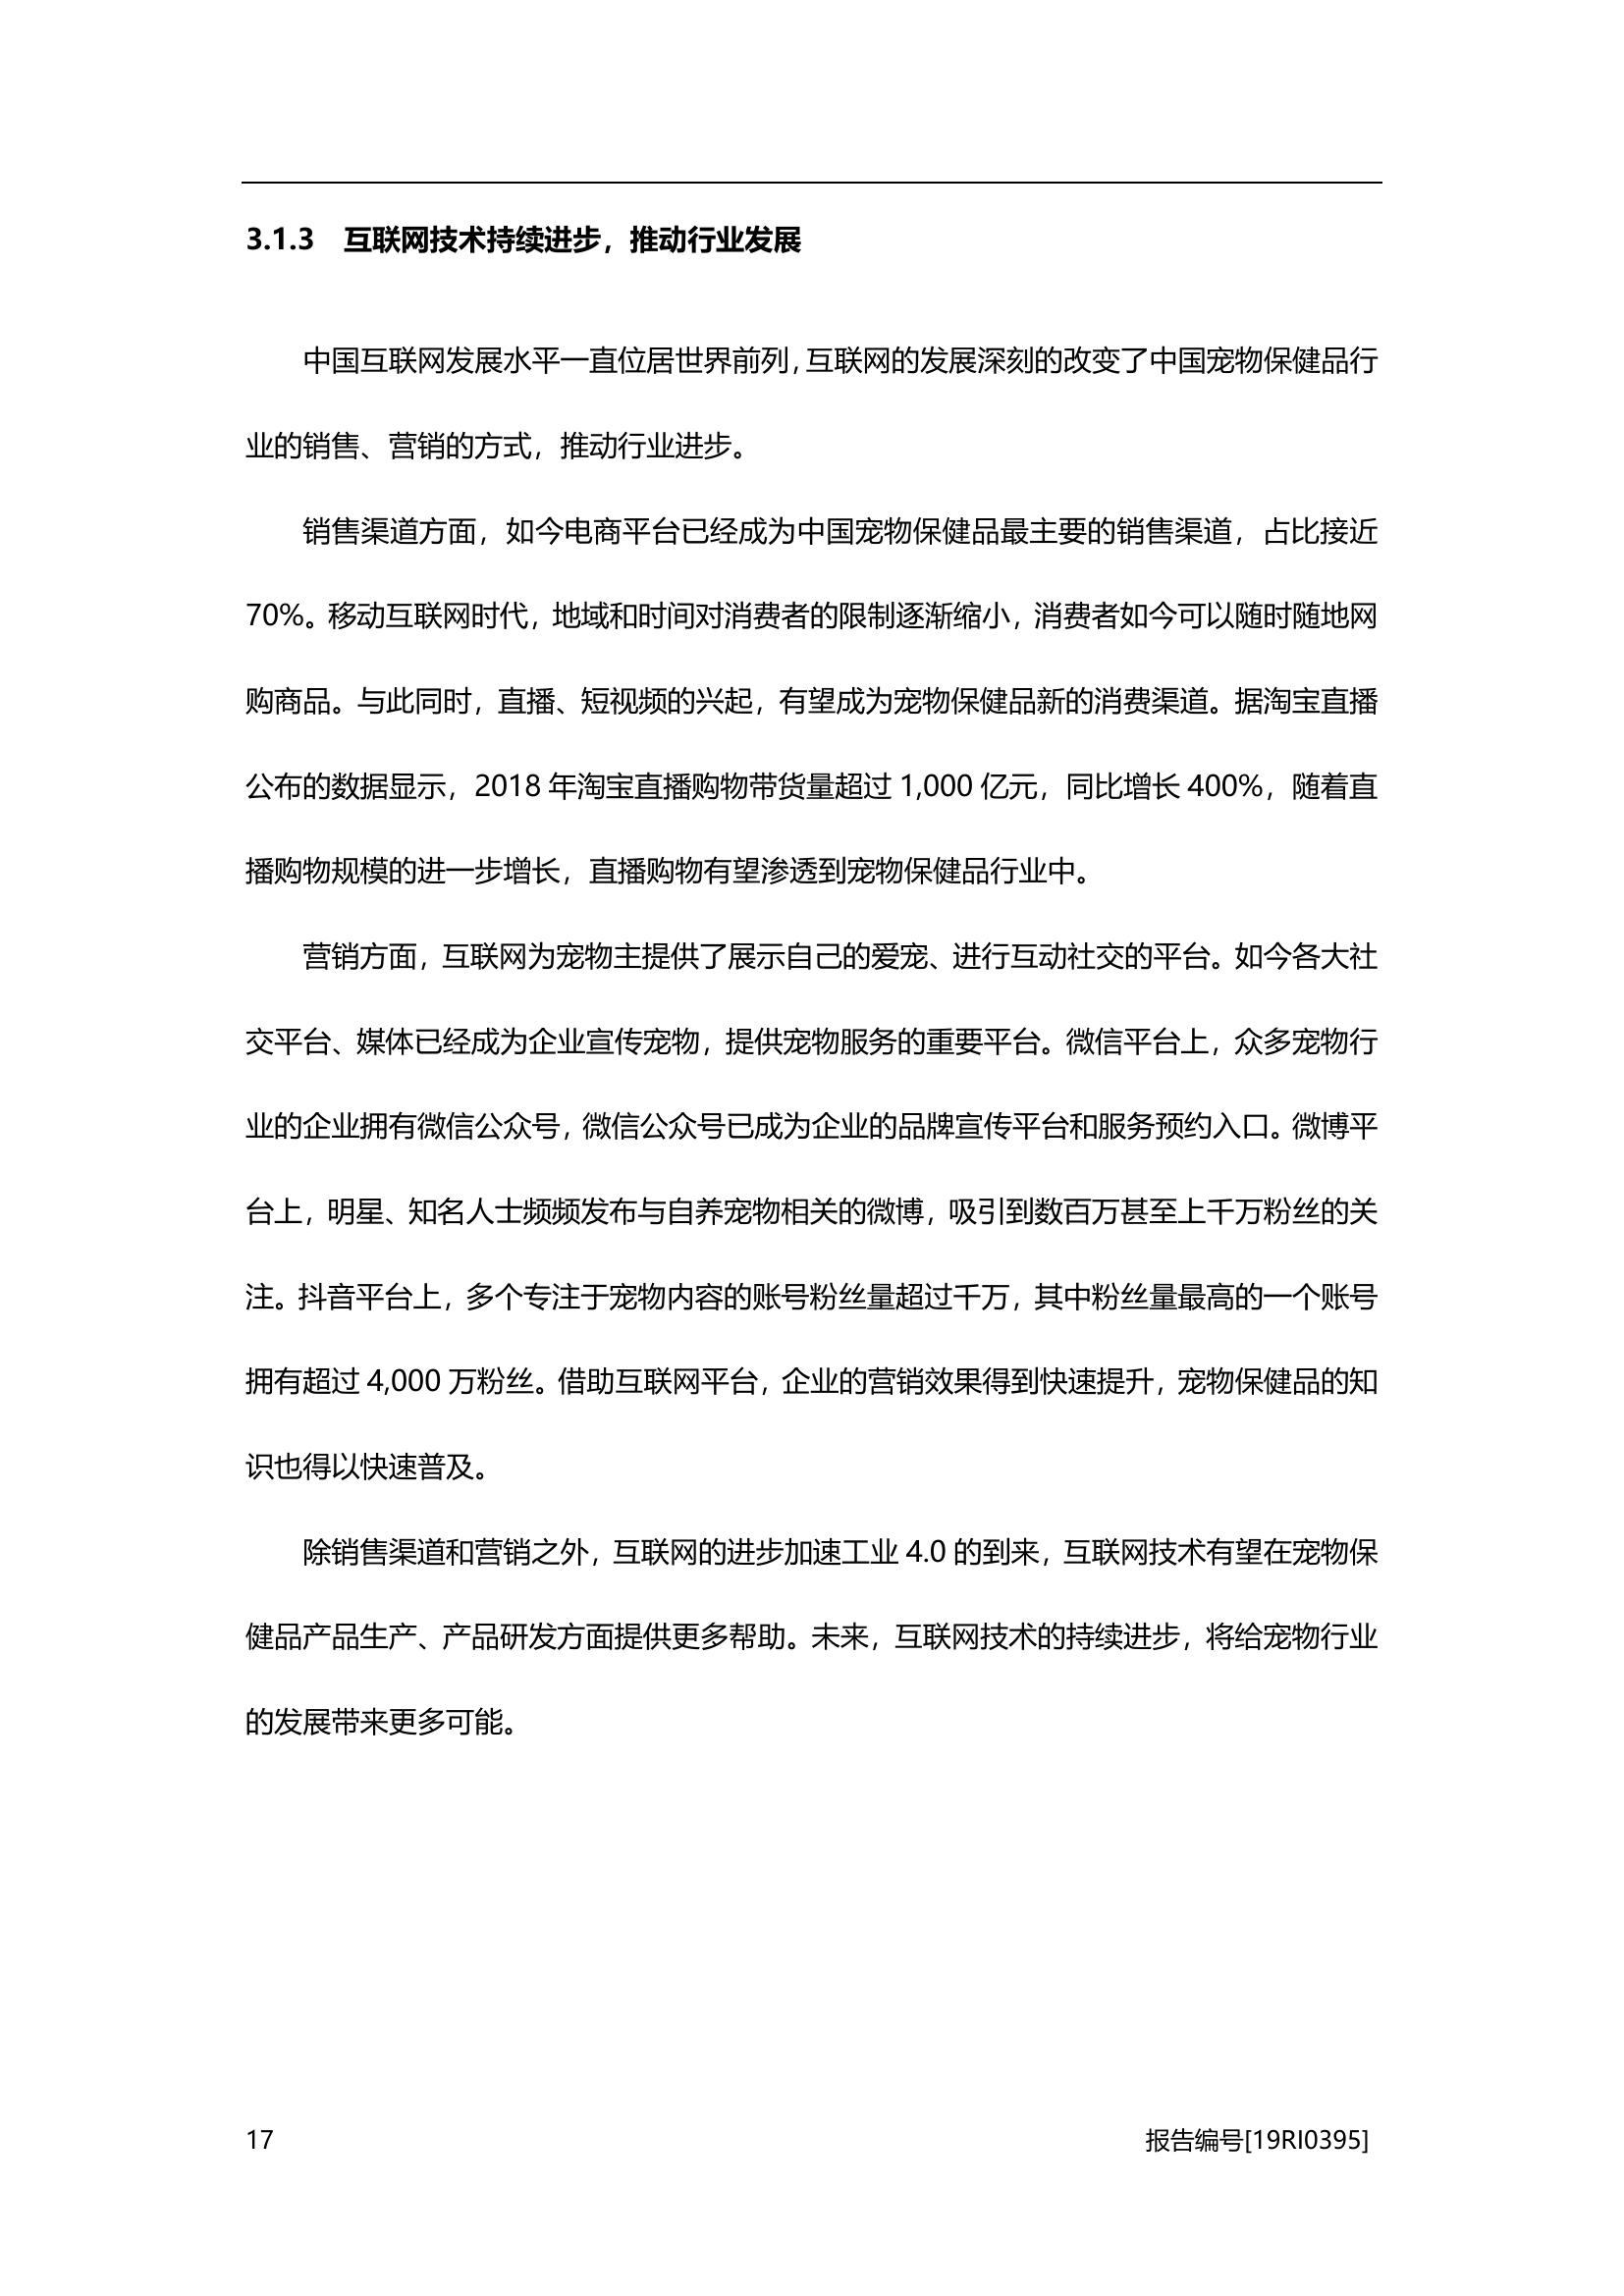 3.1.3 互联网技术持续进步，推动行业发展
中国互联网发展水平一直位居世界前列，互联网的发展深刻的改变了中国宠物保健品行
业的销售、营销的方式，推动行业进步。
销售渠道方面，如今电商平台已经成为中国宠物保健品最主要的销售渠道，占比接近
70%。移动互联网时代，地域和时间对消费者的限制逐渐缩小，消费者如今可以随时随地网
购商品。与此同时，直播、短视频的兴起，有望成为宠物保健品新的消费渠道。据淘宝直播
公布的数据显示，2018 年淘宝直播购物带货量超过 1,000 亿元，同比增长 400%，随着直
播购物规模的进一步增长，直播购物有望渗透到宠物保健品行业中。
营销方面，互联网为宠物主提供了展示自己的爱宠、进行互动社交的平台。如今各大社
交平台、媒体已经成为企业宣传宠物，提供宠物服务的重要平台。微信平台上，众多宠物行
业的企业拥有微信公众号，微信公众号已成为企业的品牌宣传平台和服务预约入口。微博平
台上，明星、知名人士频频发布与自养宠物相关的微博，吸引到数百万甚至上千万粉丝的关
注。抖音平台上，多个专注于宠物内容的账号粉丝量超过千万，其中粉丝量最高的一个账号
拥有超过 4,000 万粉丝。借助互联网平台，企业的营销效果得到快速提升，宠物保健品的知
识也得以快速普及。
除销售渠道和营销之外，互联网的进步加速工业 4.0 的到来，互联网技术有望在宠物保
健品产品生产、产品研发方面提供更多帮助。未来，互联网技术的持续进步，将给宠物行业
的发展带来更多可能。
17 报告编号[19RI0395]